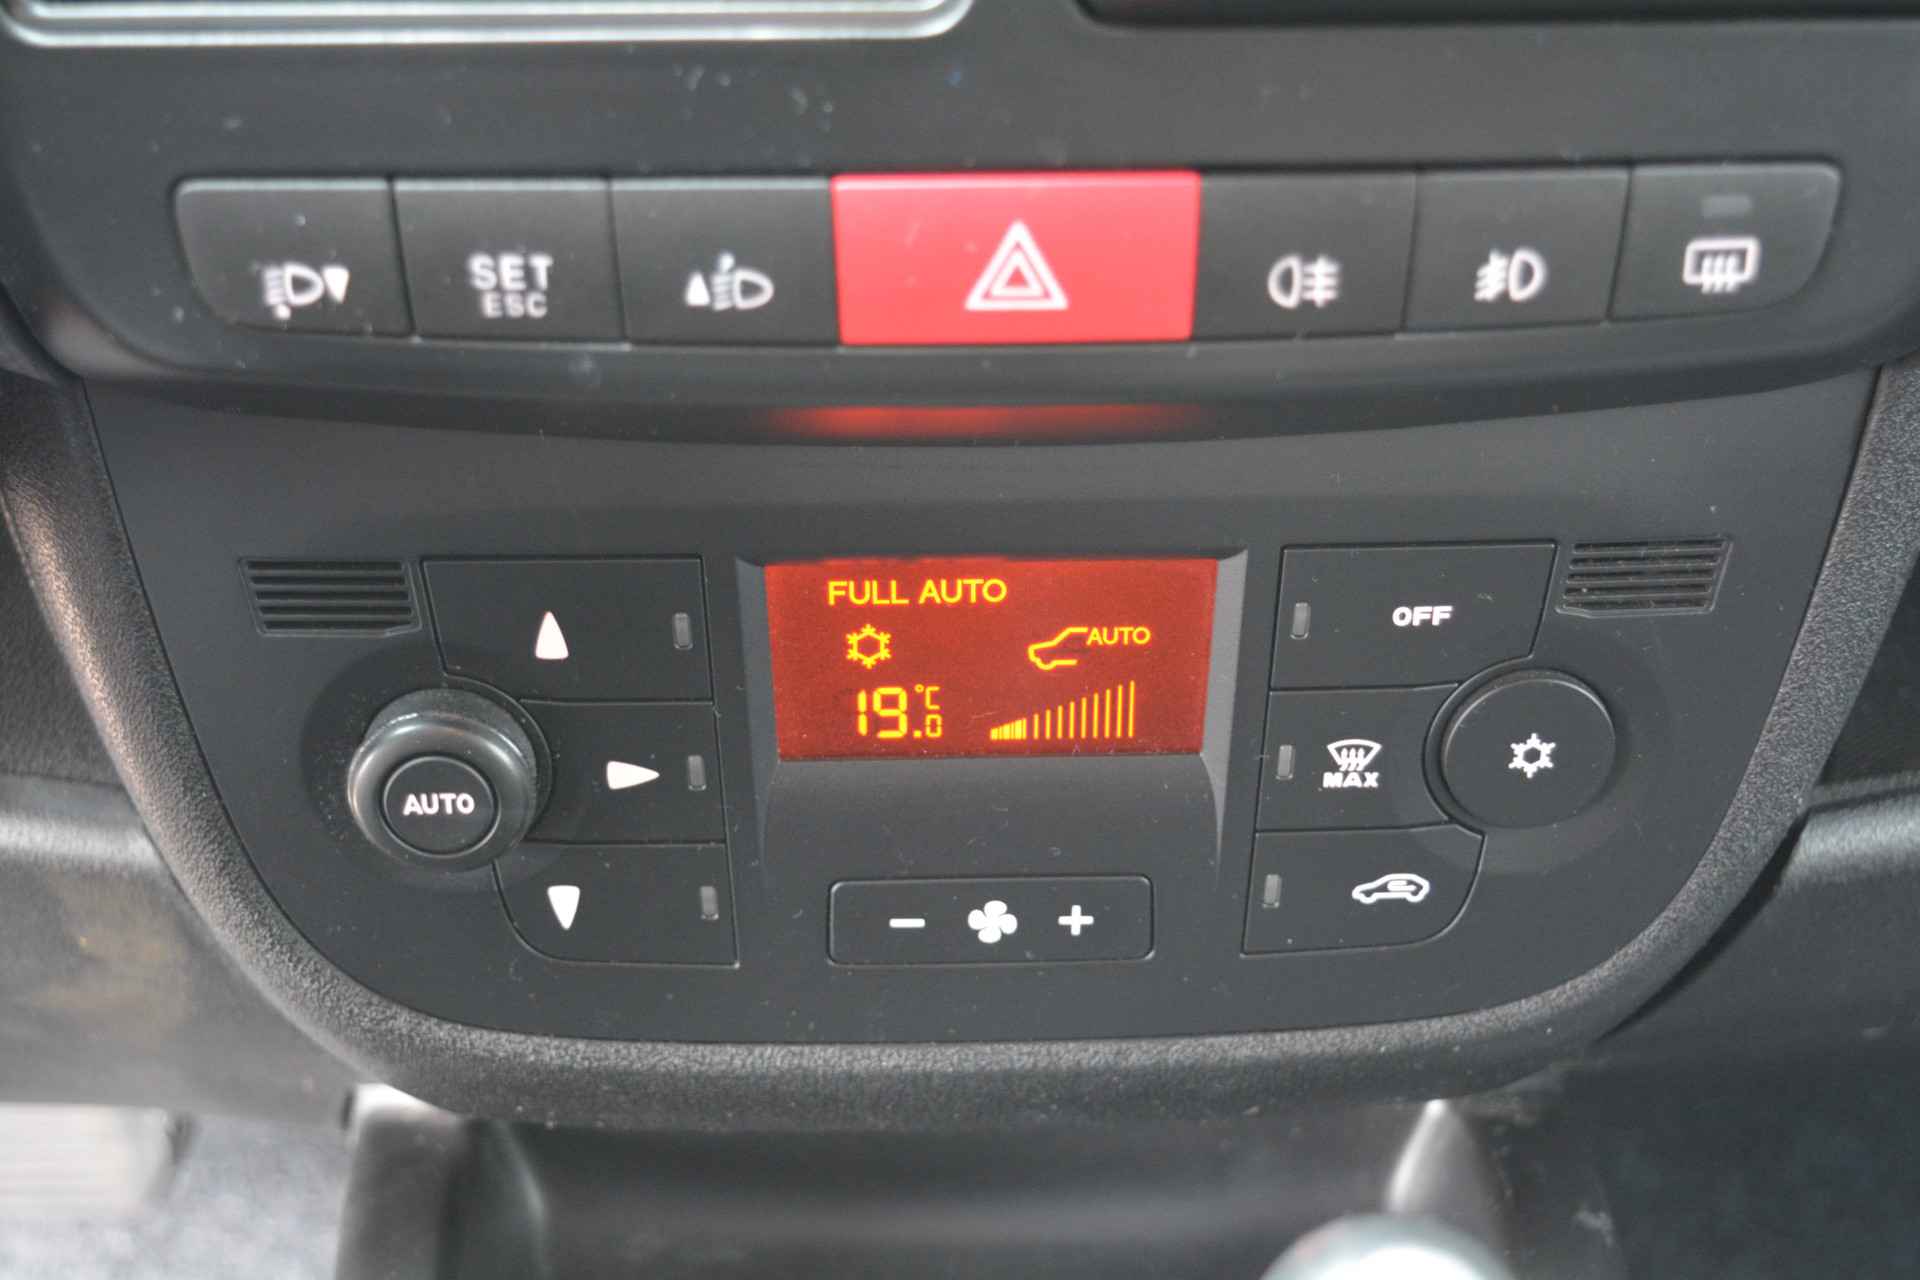 SET
ESC
FULL AUTO
AUTO
19.0 °C
OFF
AUTO
MAX